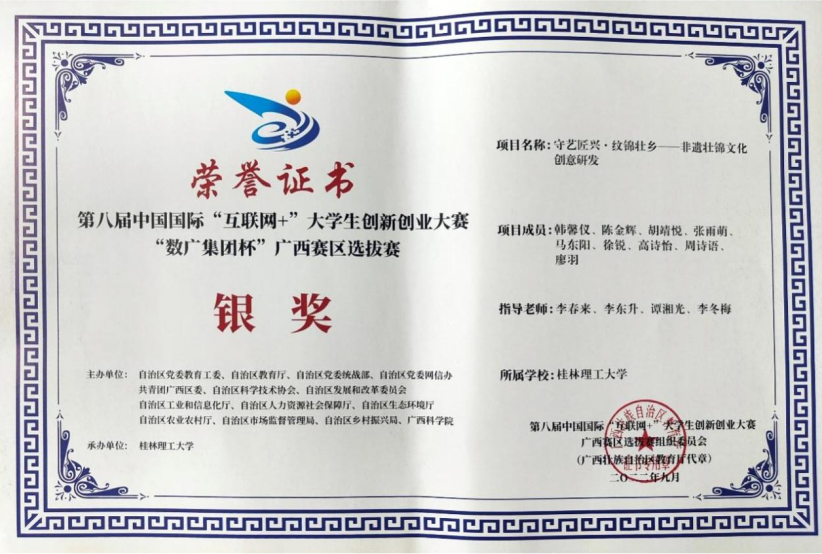 荣誉证书
第八届中国国际“互联网+”大学生创新创业大赛
“数广集团杯”广西赛区选拔赛
银奖
主办单位：自治区党委教育工委、自治区教育厅、自治区党委统战部、自治区党委网信办
共青团广西区委、自治区科学技术协会、自治区发展和改革委员会
自治区工业和信息化厅、自治区人力资源社会保障厅、自治区生态环境厅
自治区农业农村厅、自治区市场监督管理局、自治区乡村振兴局、广西科学院
承办单位：桂林理工大学
项目名称：守艺匠兴·纹锦壮乡——非遗壮锦文化
创意研发
项目成员：韩馨仪、陈金辉、胡靖悦、张雨萌、
马东阳、徐锐、高诗怡、周诗语、
廖羽
指导老师：李春来、李东升、谭湘光、李冬梅
所属学校：桂林理工大学
第八届中国国际“互联网+”大学生创新创业大赛
广西赛区选拔赛组织委员会
（广西壮族自治区教育厅代章）
二〇二二年九月
证书专用章